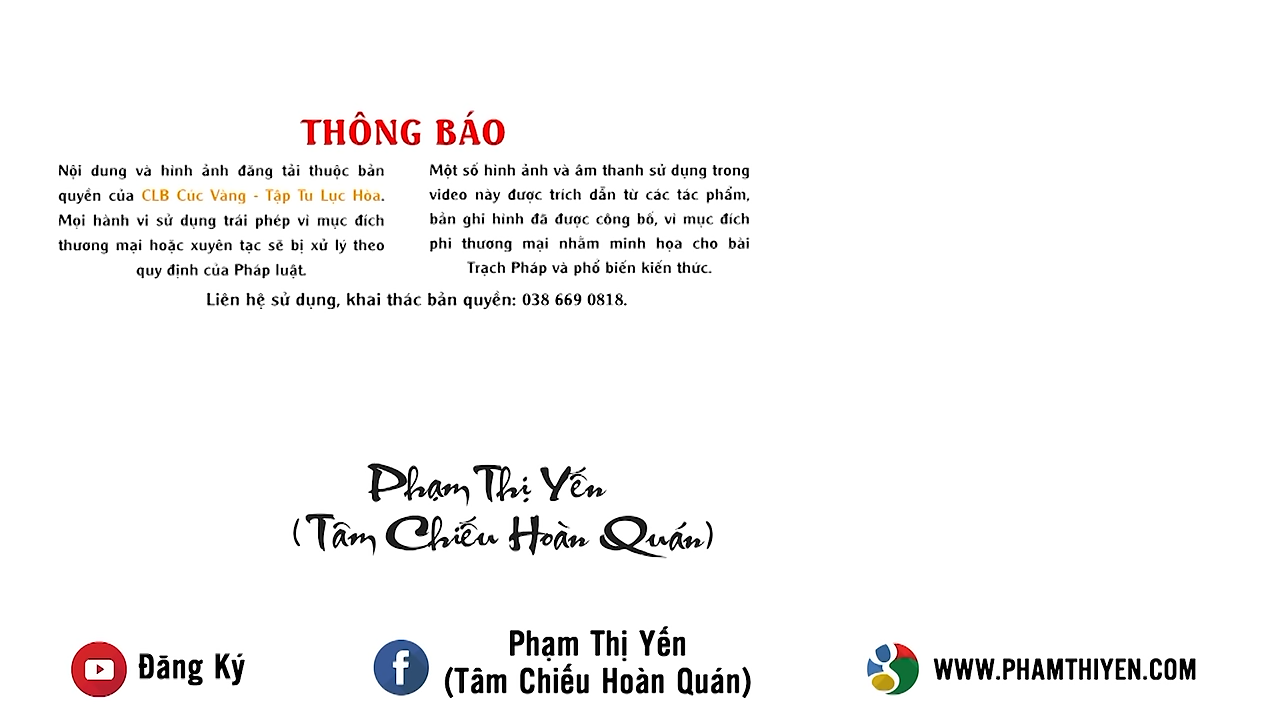 THÔNG BÁO
Nội dung và hình ảnh đăng tải thuộc bản
quyền của CLB Cúc Vàng - Tập Tu Lục Hòa.
Mọi hành vi sử dụng trái phép vì mục đích
thương mại hoặc xuyên tạc sẽ bị xử lý theo
quy định của Pháp luật.
Một số hình ảnh và âm thanh sử dụng trong
video này được trích dẫn từ các tác phẩm,
bản ghi hình đã được công bố, vì mục đích
phi thương mại nhằm minh họa cho bài
Trạch Pháp và phổ biến kiến thức.
Liên hệ sử dụng, khai thác bản quyền: 038 669 0818.
Phạm Thị Yến
(Tâm Chiếu Hoàn Quán)
Đăng Ký
Phạm Thị Yến
(Tâm Chiếu Hoàn Quán)
WWW.PHAMTHIYEN.COM